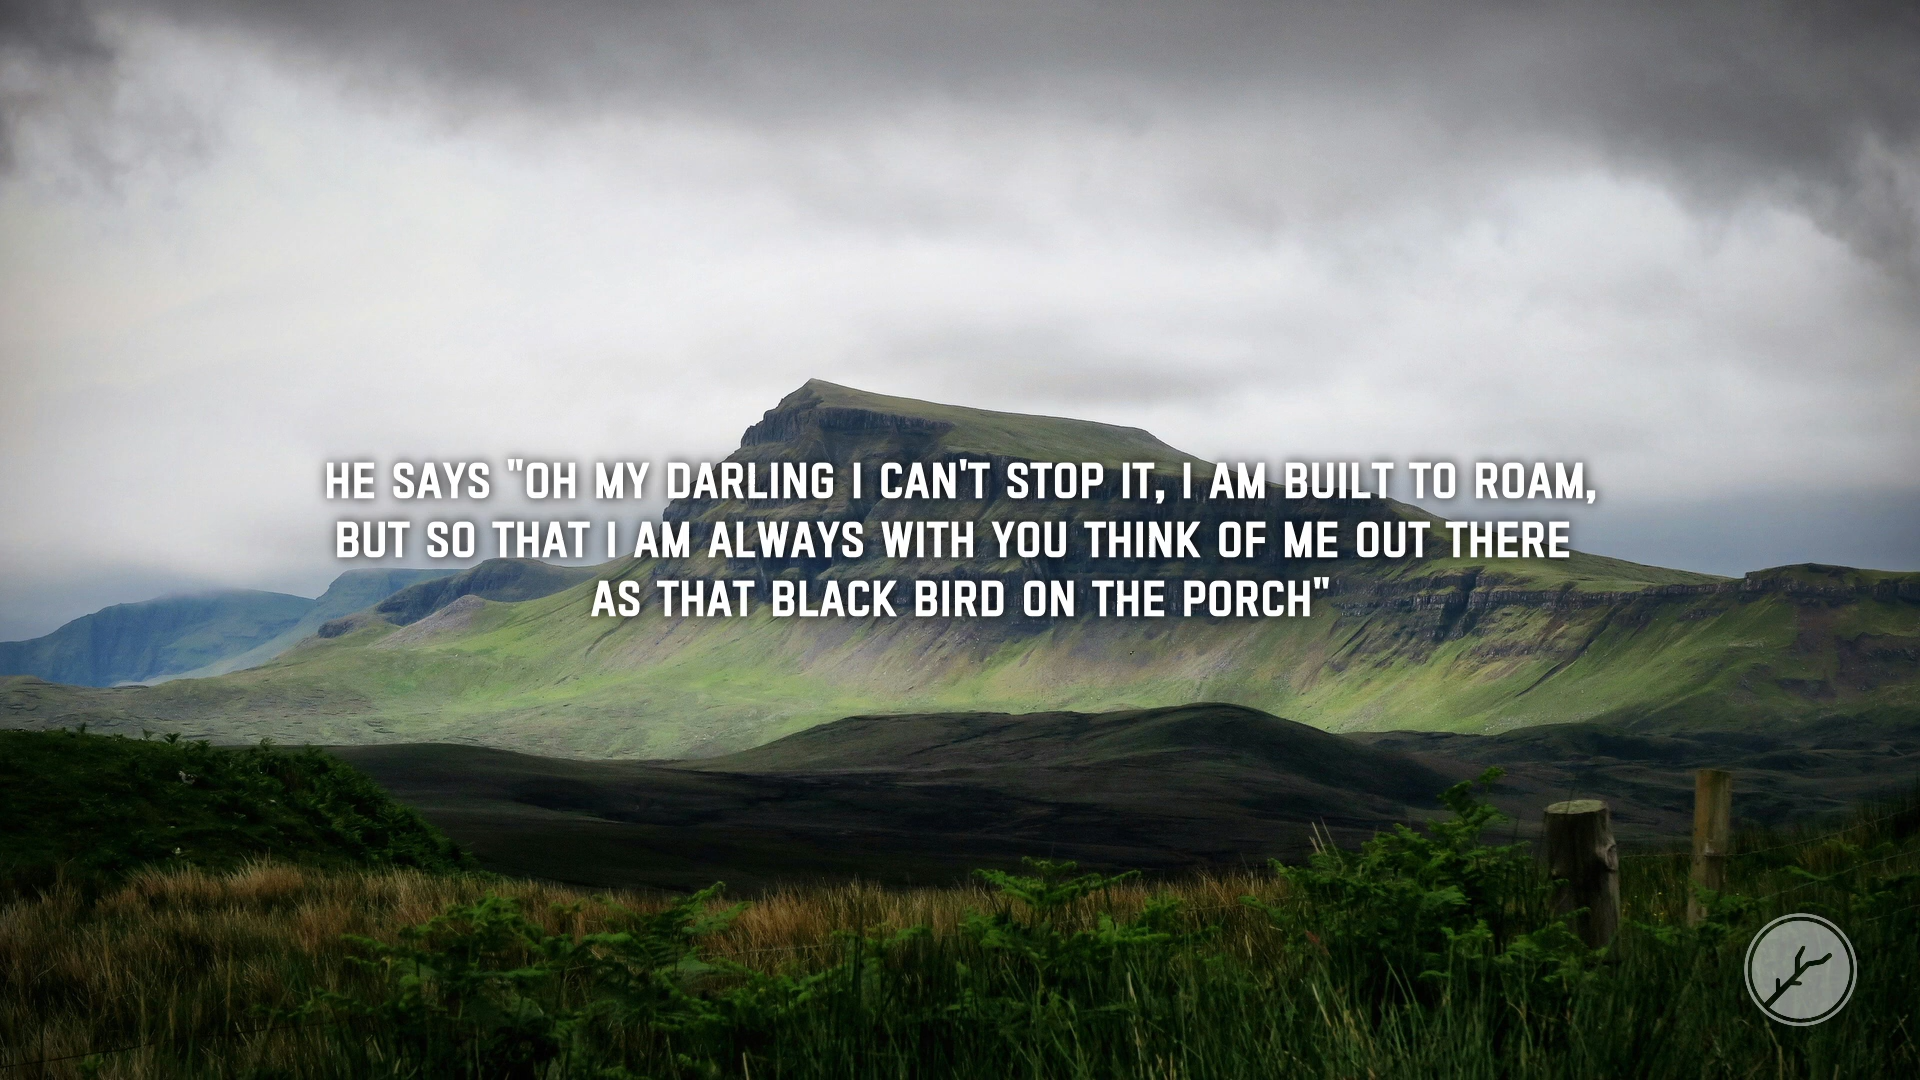 HE SAYS "OH MY DARLING I CAN'T STOP IT, I AM BUILT TO ROAM,
BUT SO THAT I AM ALWAYS WITH YOU THINK OF ME OUT THERE
AS THAT BLACK BIRD ON THE PORCH"